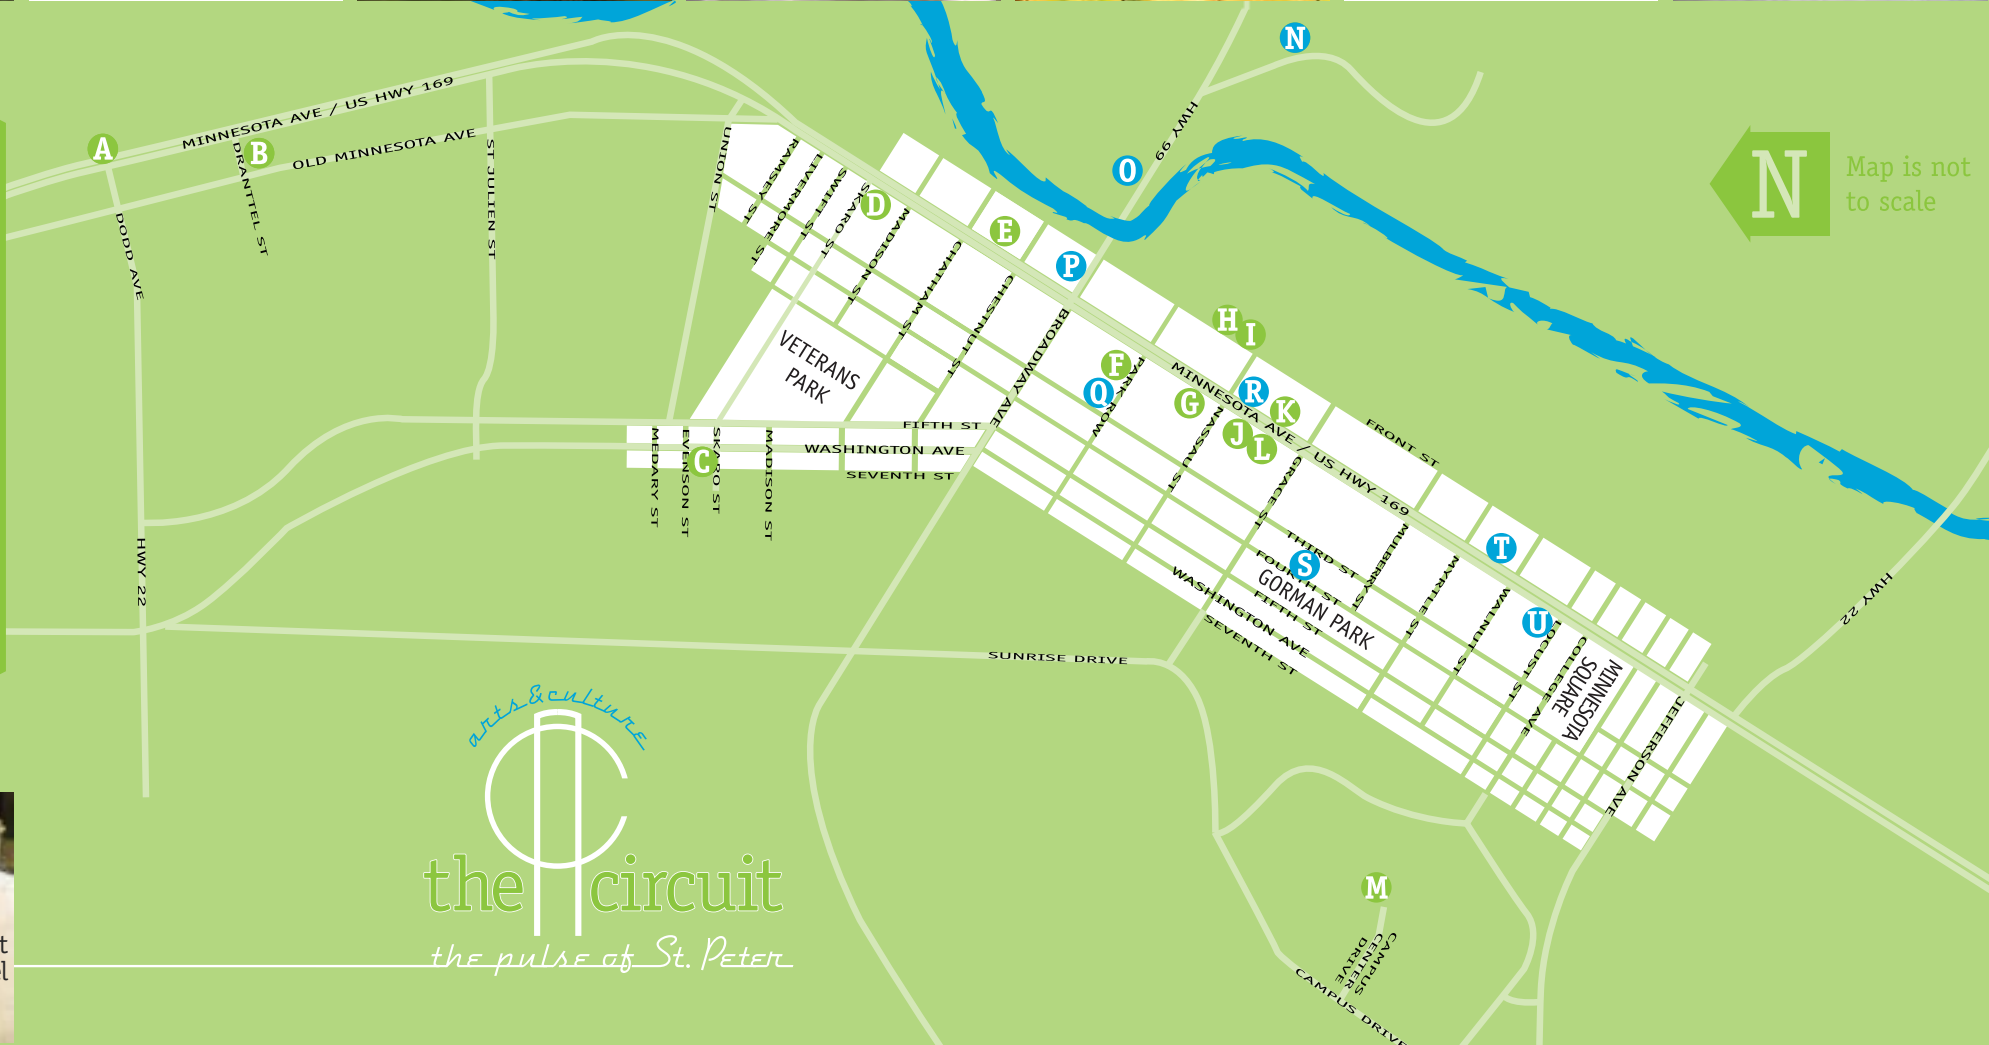 N
A
MINNESOTA AVE / US HWY 169
B
OLD MINNESOTA AVE
DRANTTEL ST
DODD AVE
ST JULIEN ST
HWY 22
UNION ST
RAMSEY ST
LIVERMORE ST
SWIFT ST
SKARO ST
D
MADISON ST
CHATHAM ST
CHESTNUT ST
E
P
O
HWY 99
N
Map is not
to scale
VETERANS
PARK
BROADWAY AVE
F
Q
PARK ROW
G
NASSAU ST
H
I
R
K
J
L
MINNESOTA AVE / US HWY 169
FRONT ST
GRACE ST
FIFTH ST
WASHINGTON AVE
SEVENTH ST
MEDARY ST
EVENSON ST
C
SKARO ST
MADISON ST
THIRD ST
S
FOURTH ST
GORMAN PARK
FIFTH ST
WASHINGTON AVE
SEVENTH ST
MULBERRY ST
MYRTLE ST
WALNUT ST
T
U
LOCUST ST
COLLEGE AVE
MINNESOTA
SQUARE
JEFFERSON AVE
HWY 22
SUNRISE DRIVE
arts & culture
the circuit
the pulse of St. Peter
M
CAMPUS
CENTER
DRIVE
CAMPUS DRIVE
t
l